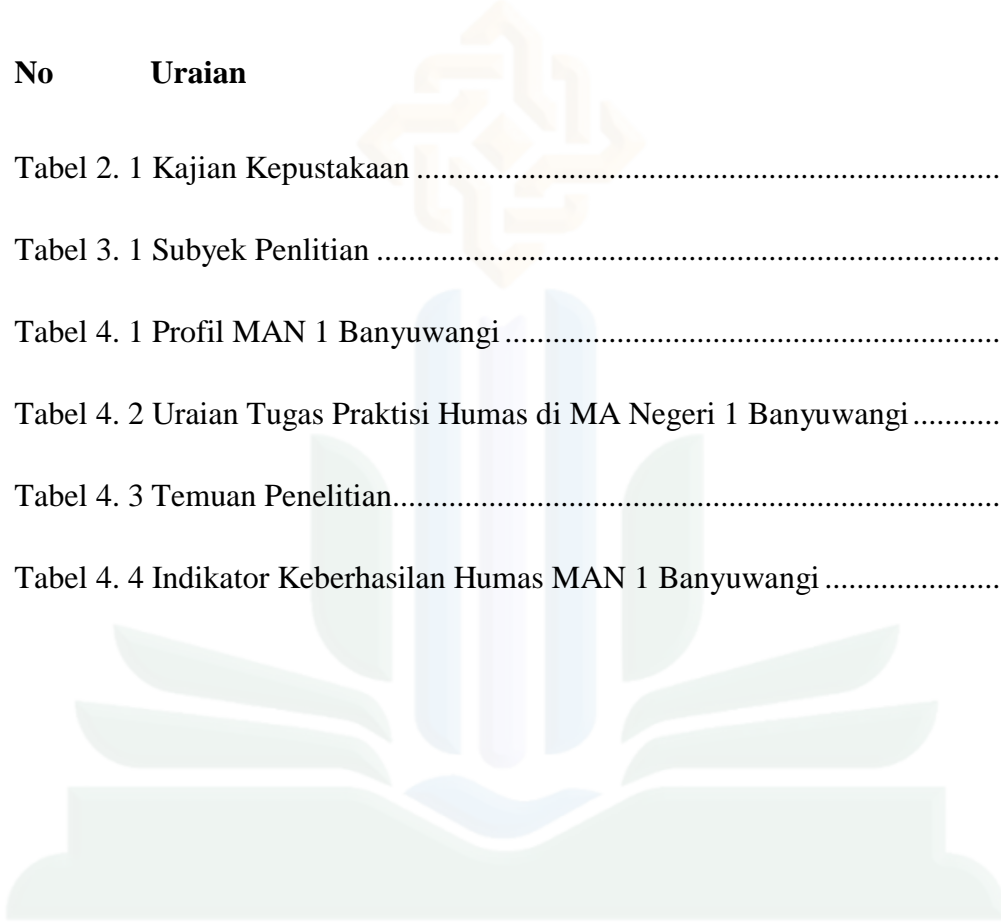 No Uraian
Tabel 2. 1 Kajian Kepustakaan ........................................................................
Tabel 3. 1 Subyek Penlitian .............................................................................
Tabel 4. 1 Profil MAN 1 Banyuwangi .............................................................
Tabel 4. 2 Uraian Tugas Praktisi Humas di MA Negeri 1 Banyuwangi ...........
Tabel 4. 3 Temuan Penelitian...........................................................................
Tabel 4. 4 Indikator Keberhasilan Humas MAN 1 Banyuwangi ......................